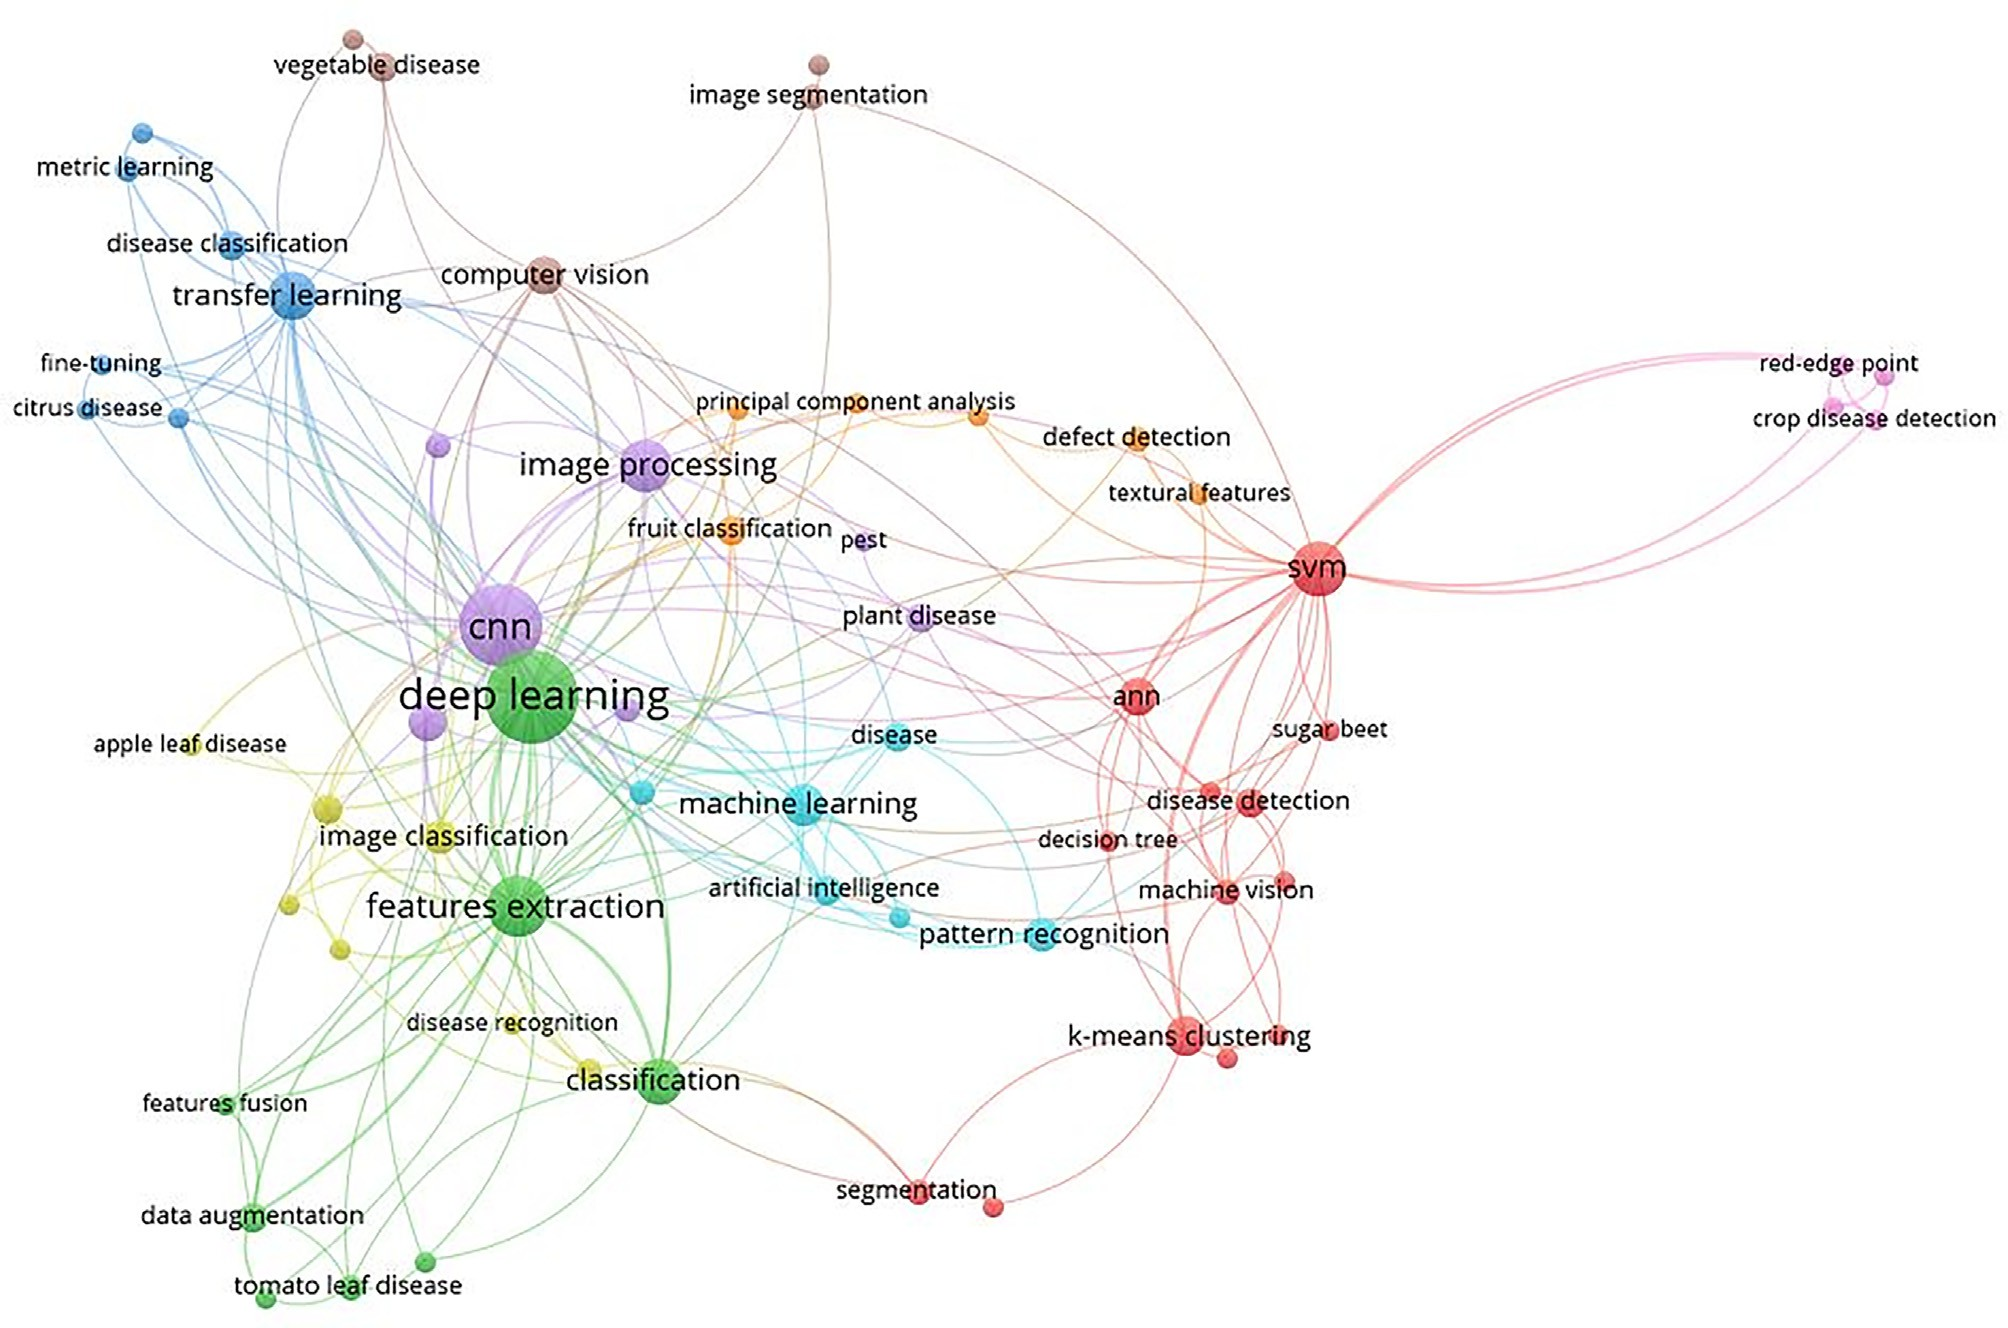 vegetable disease
image segmentation
metric learning
disease classification
transfer learning
computer vision
fine-tuning
citrus disease
red-edge point
crop disease detection
principal component analysis
defect detection
image processing
textural features
fruit classification
pest
svm
cnn
plant disease
deep learning
ann
sugar beet
apple leaf disease
disease
machine learning
disease detection
image classification
decision tree
artificial intelligence
machine vision
features extraction
pattern recognition
disease recognition
k-means clustering
classification
features fusion
segmentation
data augmentation
tomato leaf disease